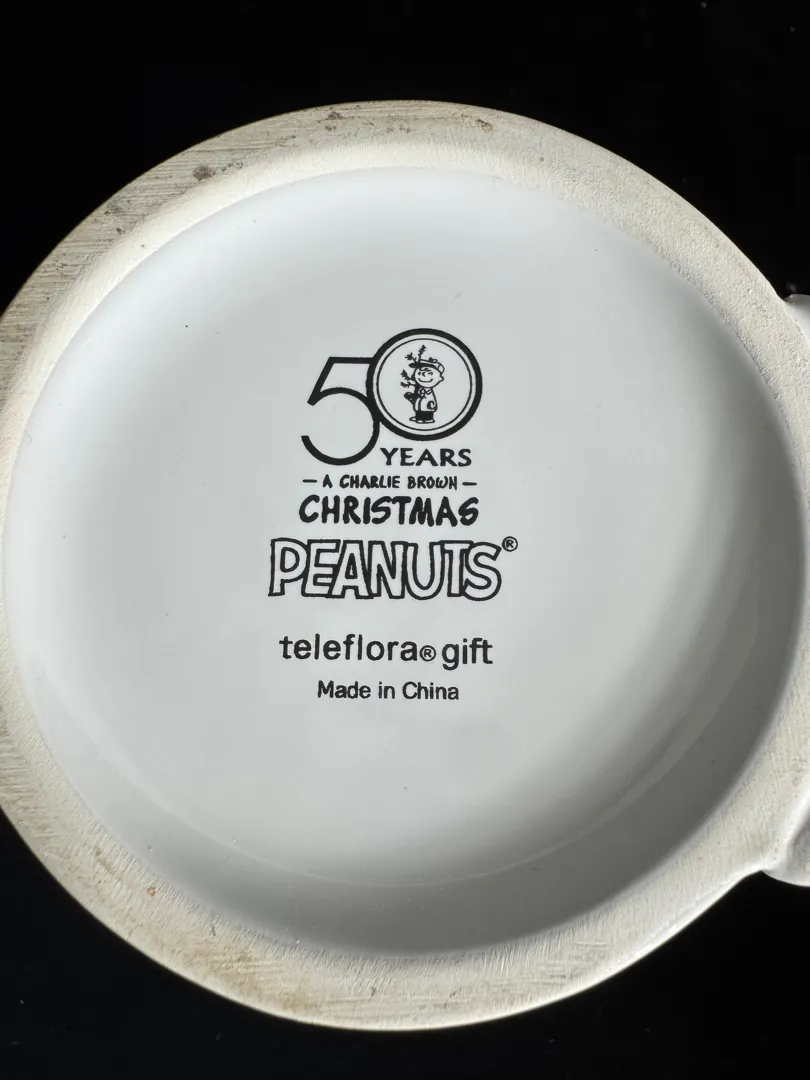 50
YEARS
– A CHARLIE BROWN –
CHRISTMAS
PEANUTS®
teleflora® gift
Made in China